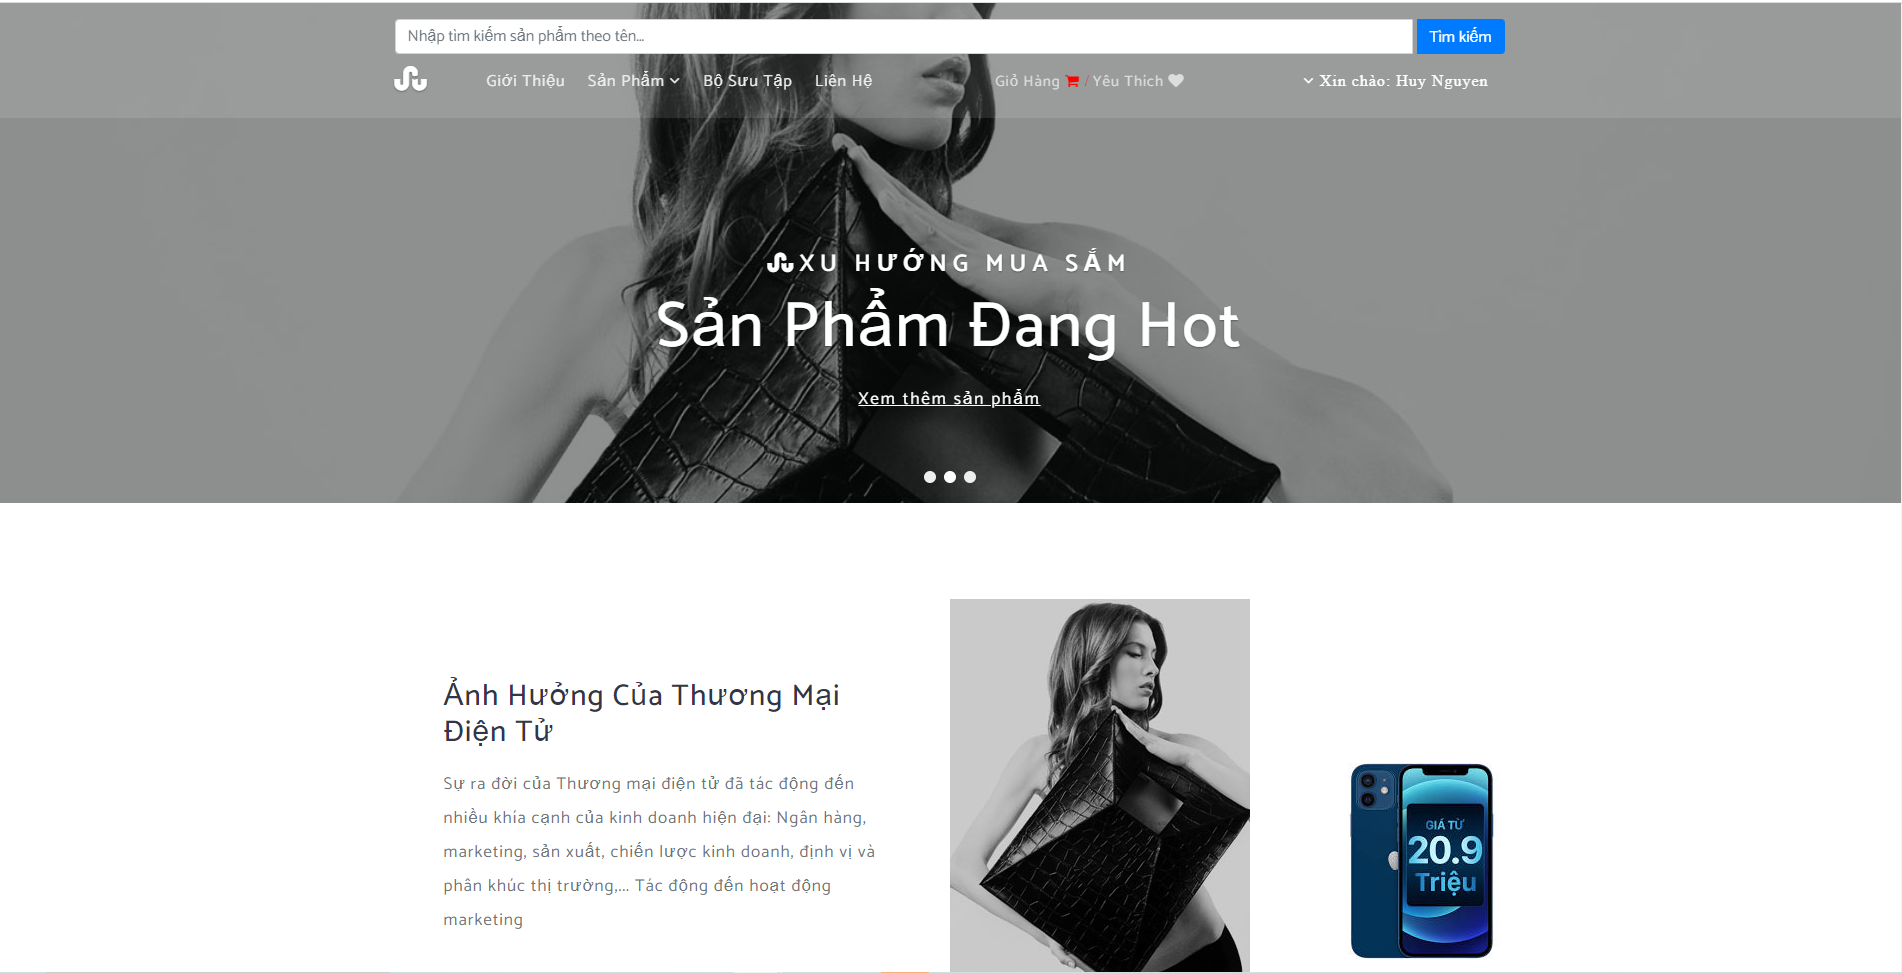 Nhập tìm kiếm sản phẩm theo tên...
Tìm kiếm
Giới Thiệu Sản Phẩm Bộ Sưu Tập Liên Hệ Giỏ Hàng / Yêu Thích Xin chào: Huy Nguyen
XU HƯỚNG MUA SẮM
Sản Phẩm Đang Hot
Xem thêm sản phẩm
Ảnh Hưởng Của Thương Mại
Điện Tử
Sự ra đời của Thương mại điện tử đã tác động đến
nhiều khía cạnh của kinh doanh hiện đại: Ngân hàng,
marketing, sản xuất, chiến lược kinh doanh, định vị và
phân khúc thị trường,... Tác động đến hoạt động
marketing
GIÁ TỪ
20.9
Triệu